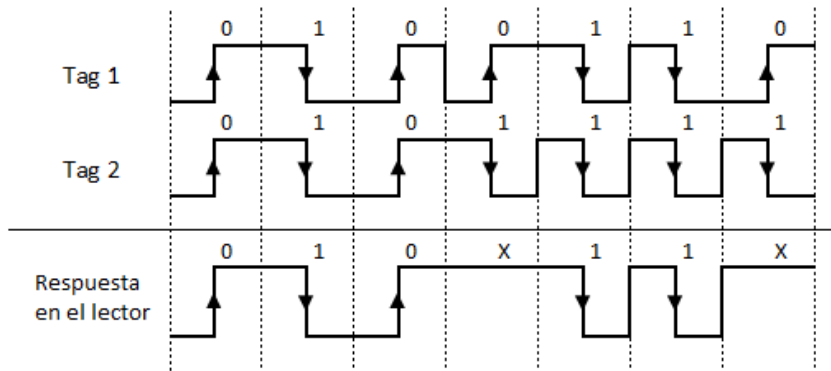 0 1 0 0 1 1 0
Tag 1
0 1 0 1 1 1 1
Tag 2
0 1 0 X 1 1 X
Respuesta
en el lector